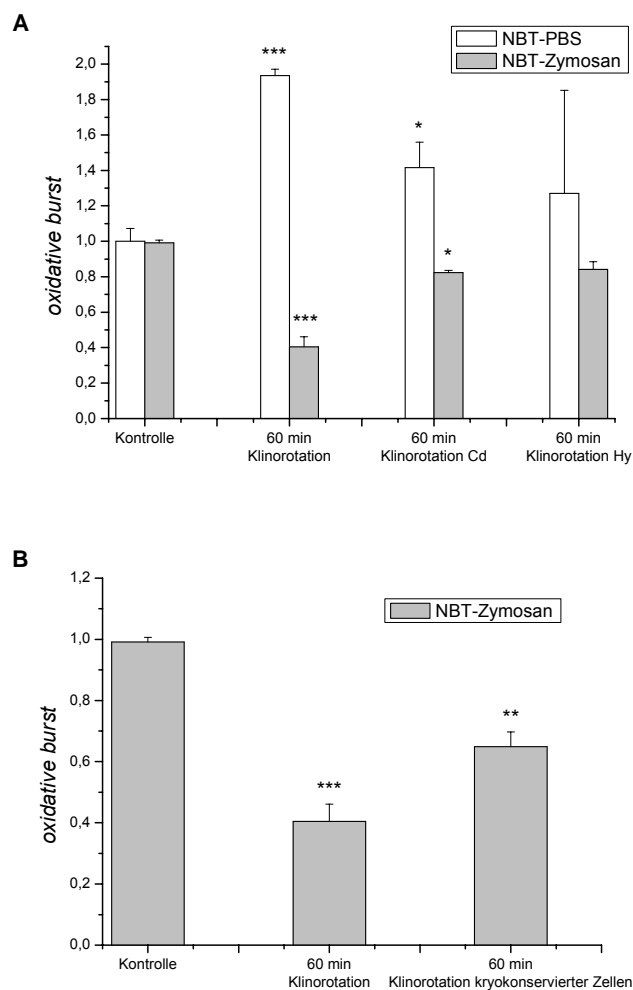 A
NBT-PBS
NBT-Zymosan
oxidative burst
2,0
1,8
1,6
1,4
1,2
1,0
0,8
0,6
0,4
0,2
0,0
***
***
*
*
Kontrolle
60 min
Klinorotation
60 min
Klinorotation Cd
60 min
Klinorotation Hy
B
NBT-Zymosan
oxidative burst
1,2
1,0
0,8
0,6
0,4
0,2
0,0
***
**
Kontrolle
60 min
Klinorotation
60 min
Klinorotation kryokonservierter Zellen